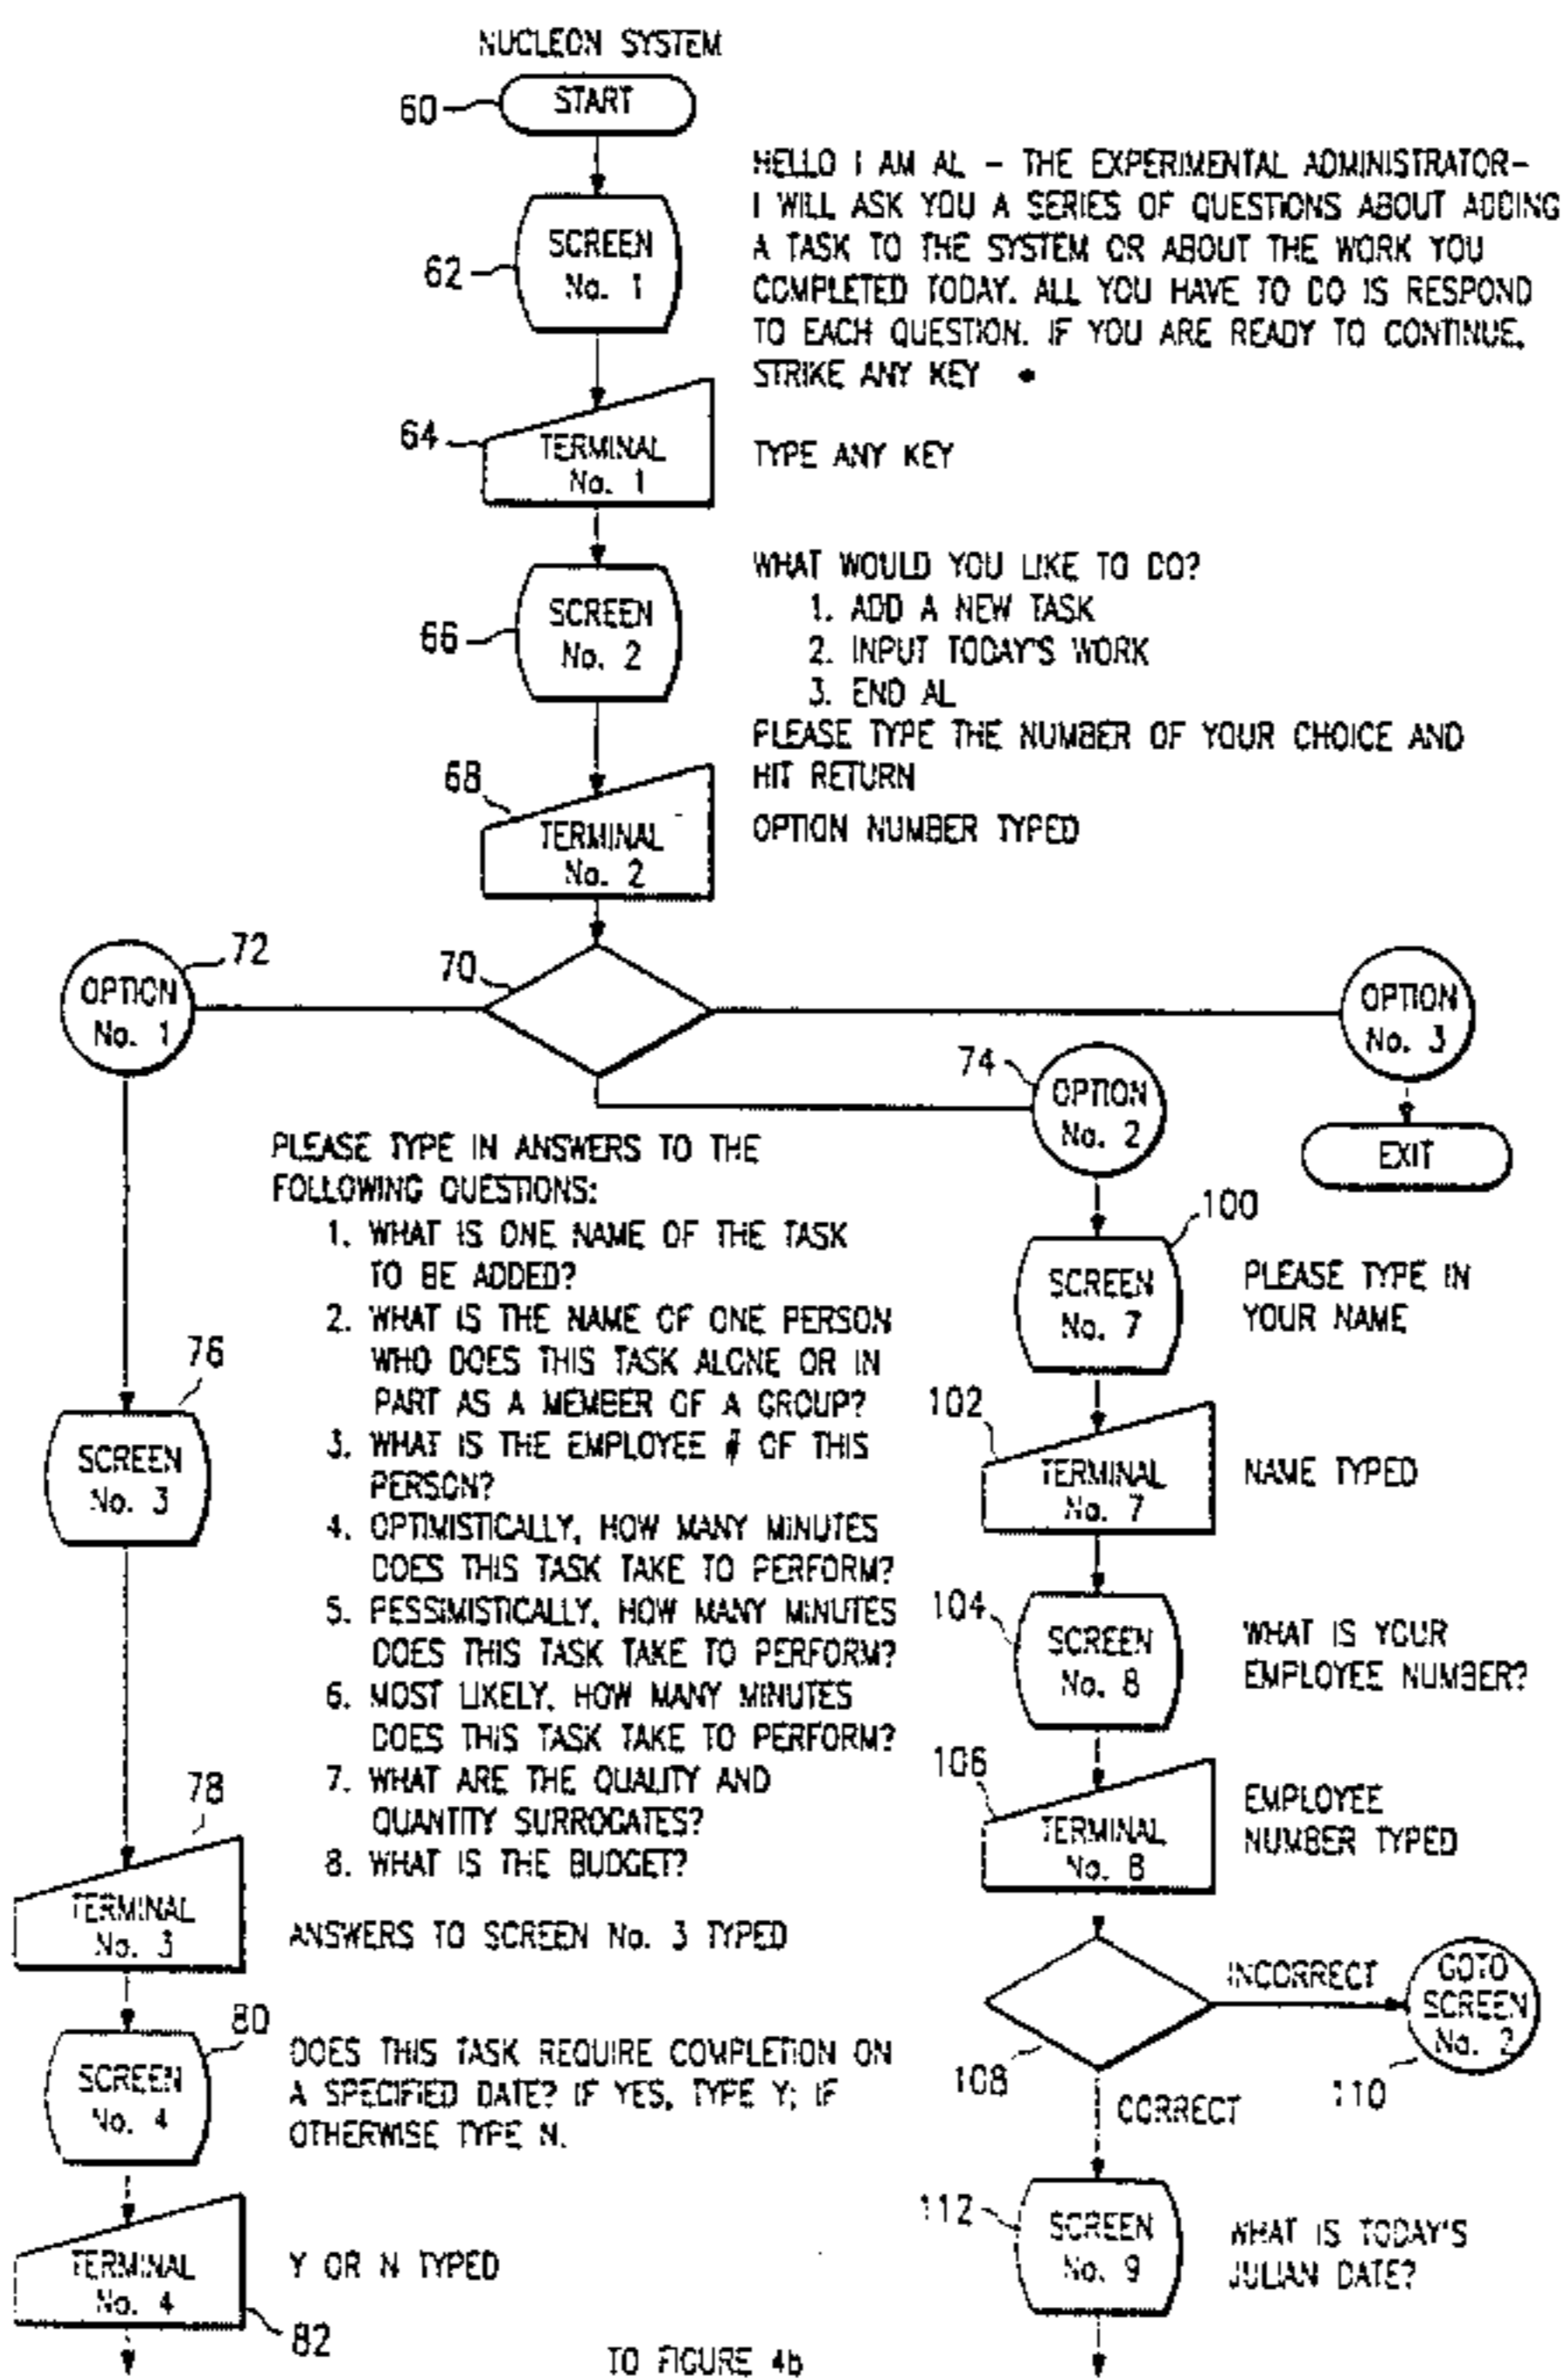 NUCLEON SYSTEM
60
START
HELLO I AM AL – THE EXPERIMENTAL ADMINISTRATOR–
I WILL ASK YOU A SERIES OF QUESTIONS ABOUT ADDING
A TASK TO THE SYSTEM OR ABOUT THE WORK YOU
COMPLETED TODAY. ALL YOU HAVE TO DO IS RESPOND
TO EACH QUESTION. IF YOU ARE READY TO CONTINUE,
STRIKE ANY KEY •
62
SCREEN
No. 1
64
TERMINAL
No. 1
TYPE ANY KEY
66
SCREEN
No. 2
WHAT WOULD YOU LIKE TO DO?
1. ADD A NEW TASK
2. INPUT TODAY'S WORK
3. END AL
PLEASE TYPE THE NUMBER OF YOUR CHOICE AND
HIT RETURN
68
TERMINAL
No. 2
OPTION NUMBER TYPED
72
OPTION
No. 1
70
OPTION
No. 3
EXIT
74
OPTION
No. 2
PLEASE TYPE IN ANSWERS TO THE
FOLLOWING QUESTIONS:
1. WHAT IS ONE NAME OF THE TASK
TO BE ADDED?
2. WHAT IS THE NAME OF ONE PERSON
WHO DOES THIS TASK ALONE OR IN
PART AS A MEMBER OF A GROUP?
3. WHAT IS THE EMPLOYEE # OF THIS
PERSON?
4. OPTIMISTICALLY, HOW MANY MINUTES
DOES THIS TASK TAKE TO PERFORM?
5. PESSIMISTICALLY, HOW MANY MINUTES
DOES THIS TASK TAKE TO PERFORM?
6. MOST LIKELY, HOW MANY MINUTES
DOES THIS TASK TAKE TO PERFORM?
7. WHAT ARE THE QUALITY AND
QUANTITY SURROGATES?
8. WHAT IS THE BUDGET?
76
SCREEN
No. 3
78
TERMINAL
No. 3
ANSWERS TO SCREEN No. 3 TYPED
80
SCREEN
No. 4
DOES THIS TASK REQUIRE COMPLETION ON
A SPECIFIED DATE? IF YES, TYPE Y; IF
OTHERWISE TYPE N.
TERMINAL
No. 4
82
Y OR N TYPED
100
SCREEN
No. 7
PLEASE TYPE IN
YOUR NAME
102
TERMINAL
No. 7
NAME TYPED
104
SCREEN
No. 8
WHAT IS YOUR
EMPLOYEE NUMBER?
106
TERMINAL
No. 8
EMPLOYEE
NUMBER TYPED
108
INCORRECT
GOTO
SCREEN
No. 2
110
CORRECT
112
SCREEN
No. 9
WHAT IS TODAY'S
JULIAN DATE?
TO FIGURE 4b